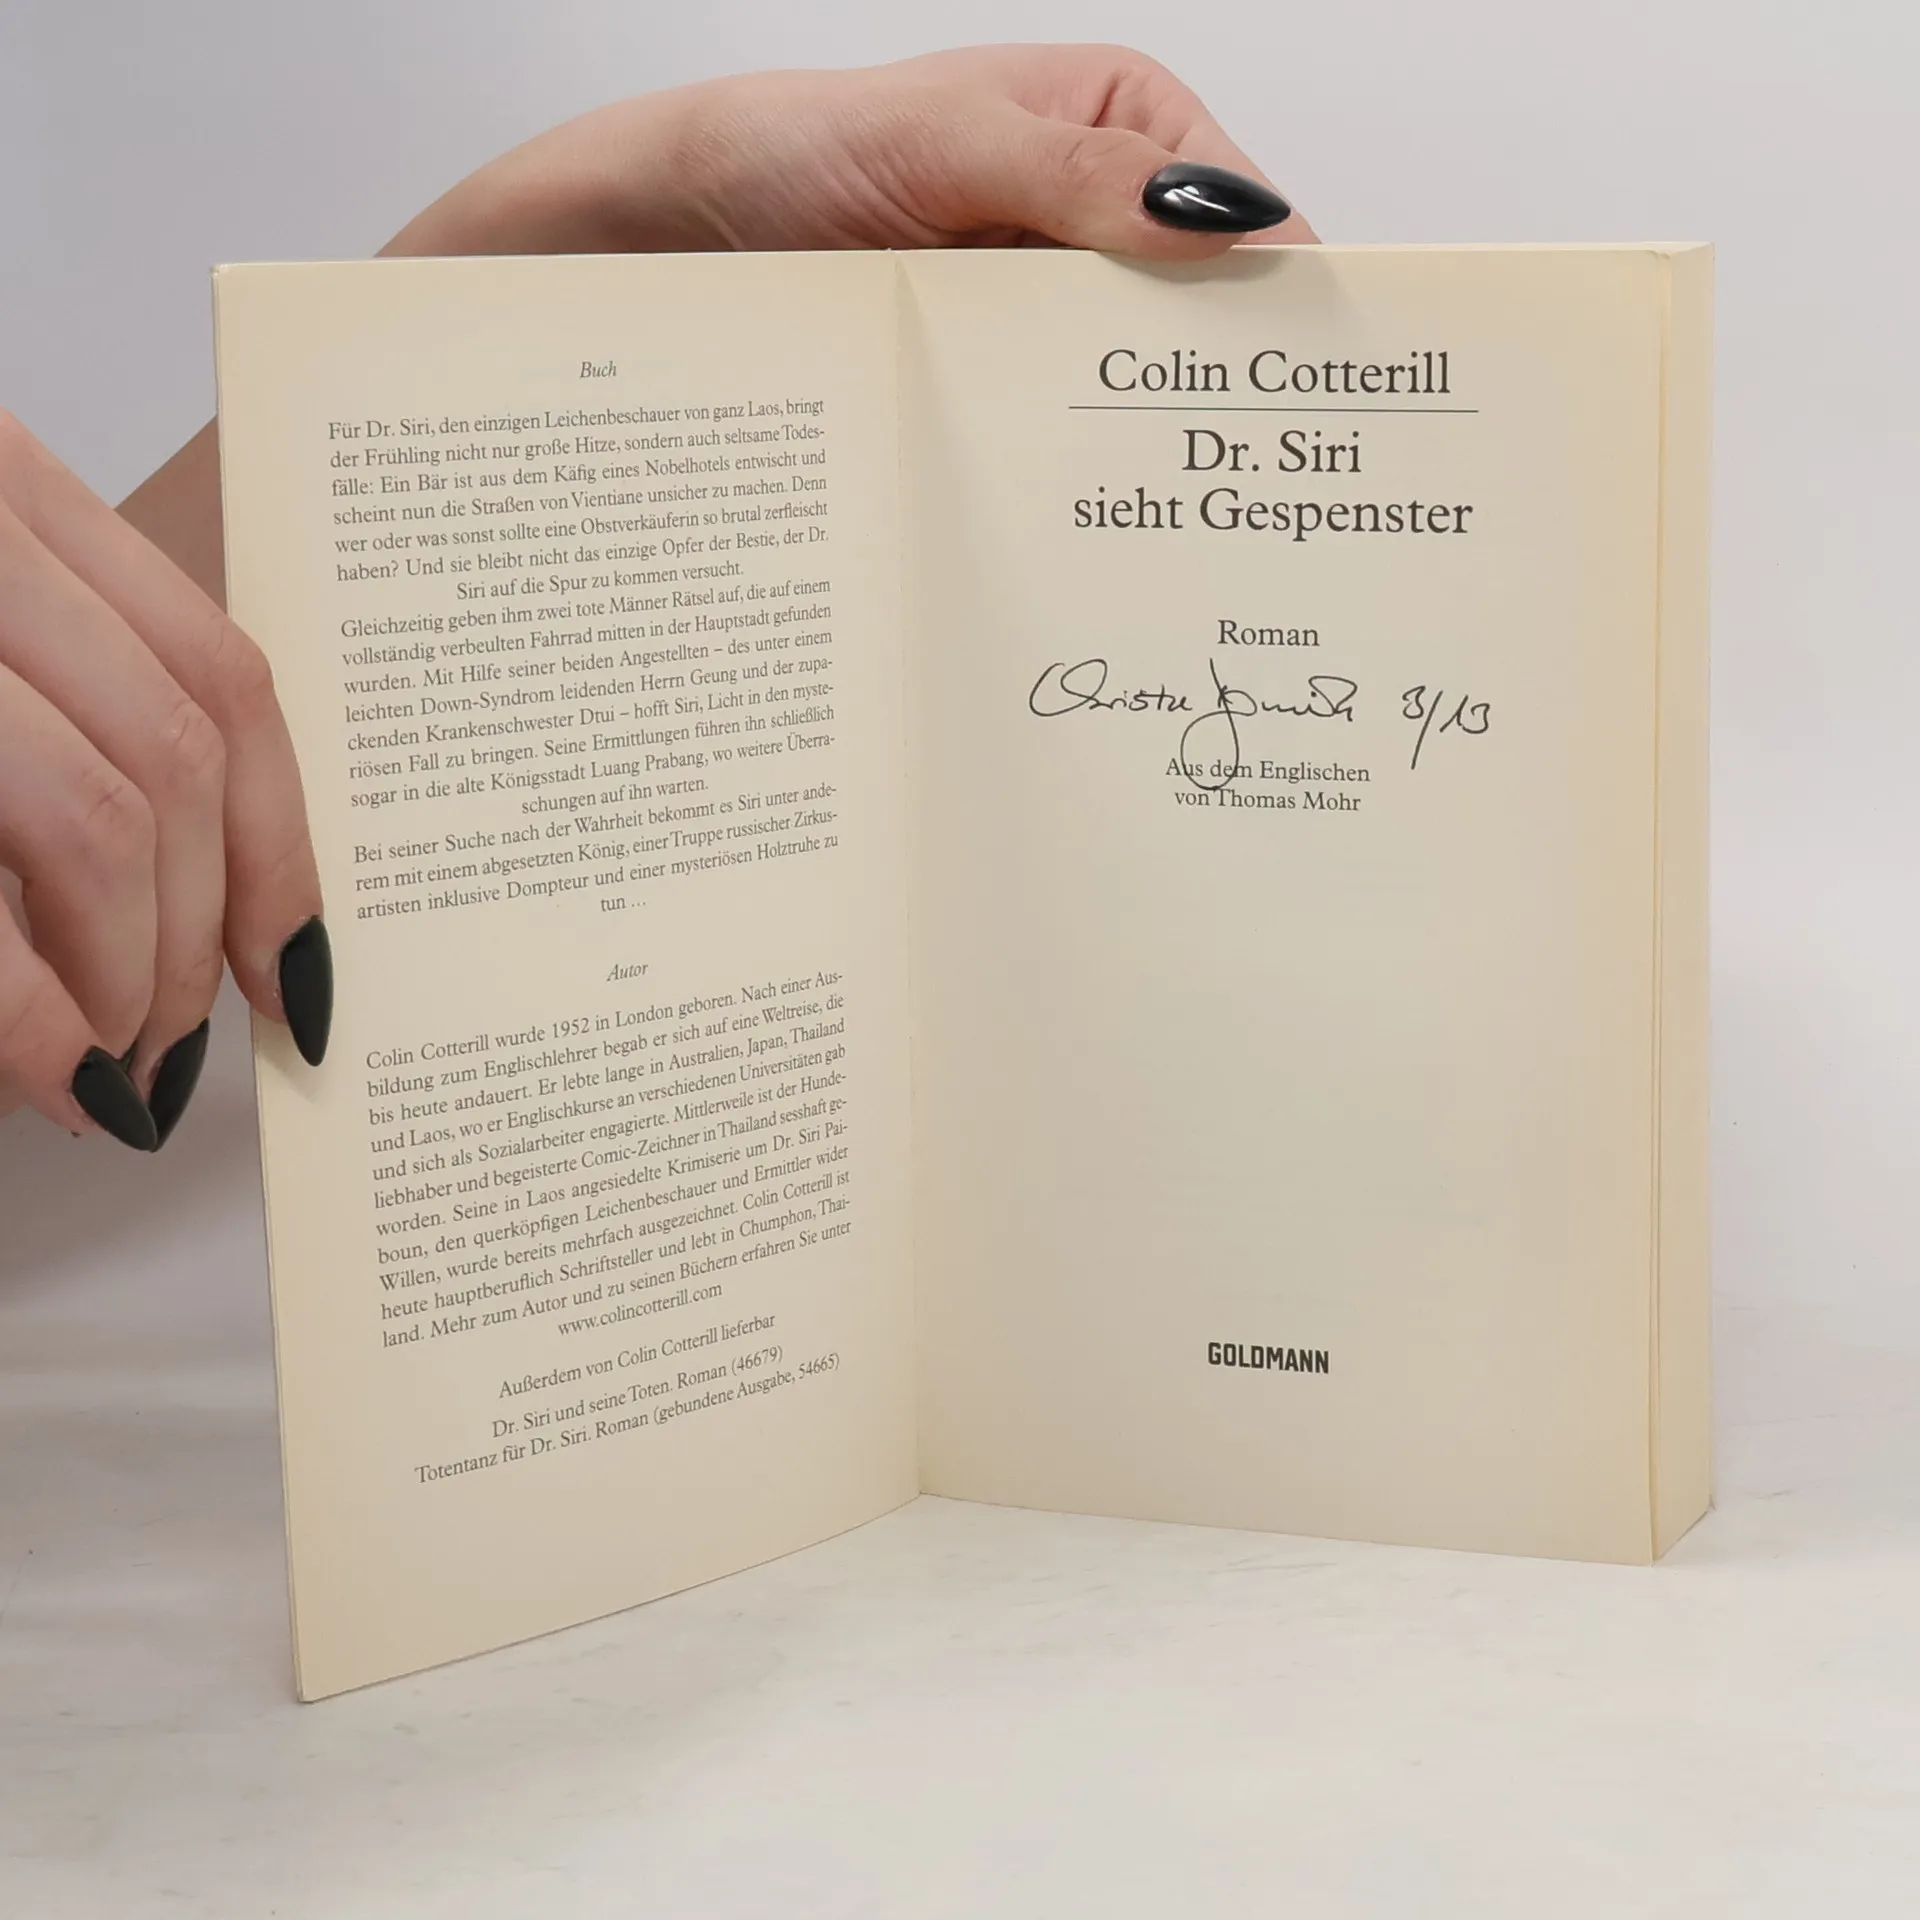 Buch
Für Dr. Siri, den einzigen Leichenbeschauer von ganz Laos, bringt
der Frühling nicht nur große Hitze, sondern auch seltsame Todes-
fälle: Ein Bär ist aus dem Käfig eines Nobelhotels entwischt und
scheint nun die Straßen von Vientiane unsicher zu machen. Denn
wer oder was sonst sollte eine Obstverkäuferin so brutal zerfleischt
haben? Und sie bleibt nicht das einzige Opfer der Bestie, der Dr.
Siri auf die Spur zu kommen versucht.
Gleichzeitig geben ihm zwei tote Männer Rätsel auf, die auf einem
vollständig verbeulten Fahrrad mitten in der Hauptstadt gefunden
wurden. Mit Hilfe seiner beiden Angestellten – des unter einem
leichten Down-Syndrom leidenden Herrn Geung und der zupa-
ckenden Krankenschwester Dtui – hofft Siri, Licht in den myste-
riösen Fall zu bringen. Seine Ermittlungen führen ihn schließlich
sogar in die alte Königsstadt Luang Prabang, wo weitere Überra-
schungen auf ihn warten.
Bei seiner Suche nach der Wahrheit bekommt es Siri unter ande-
rem mit einem abgesetzten König, einer Truppe russischer Zirkus-
artisten inklusive Dompteur und einer mysteriösen Holztruhe zu
tun ...
Autor
Colin Cotterill wurde 1952 in London geboren. Nach einer Aus-
bildung zum Englischlehrer begab er sich auf eine Weltreise, die
bis heute andauert. Er lebte lange in Australien, Japan, Thailand
und Laos, wo er Englischkurse an verschiedenen Universitäten gab
und sich als Sozialarbeiter engagierte. Mittlerweile ist der Hunde-
liebhaber und begeisterte Comic-Zeichner in Thailand sesshaft ge-
worden. Seine in Laos angesiedelte Krimiserie um Dr. Siri Pai-
boun, den querköpfigen Leichenbeschauer und Ermittler wider
Willen, wurde bereits mehrfach ausgezeichnet. Colin Cotterill ist
heute hauptberuflich Schriftsteller und lebt in Chumphon, Thai-
land. Mehr zum Autor und zu seinen Büchern erfahren Sie unter
www.colincotterill.com
Außerdem von Colin Cotterill lieferbar
Dr. Siri und seine Toten. Roman (46679)
Totentanz für Dr. Siri. Roman (gebundene Ausgabe, 54665)
Colin Cotterill
Dr. Siri
sieht Gespenster
Roman
3/13
Aus dem Englischen
von Thomas Mohr
GOLDMANN